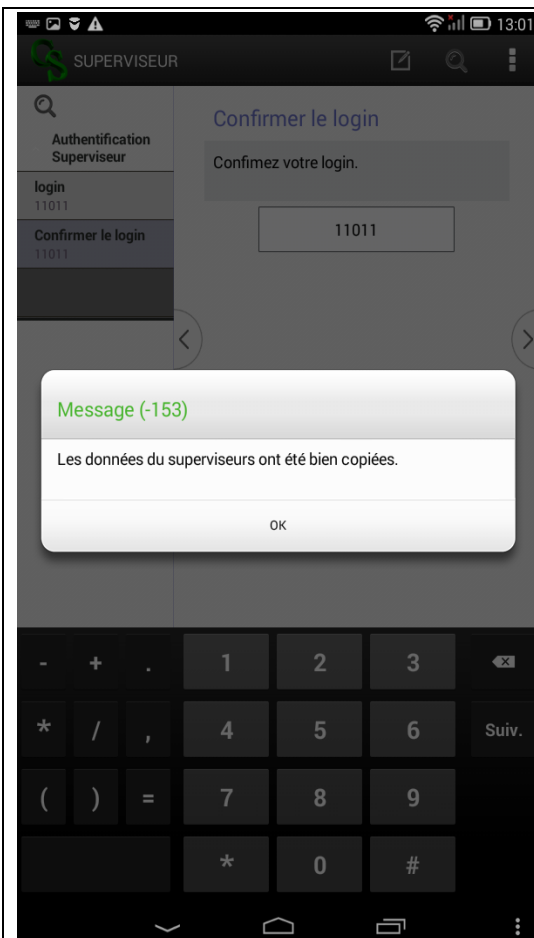 13:01
CS SUPERVISEUR
Authentification
Superviseur
login
11011
Confirmer le login
11011
Confirmer le login
Confimez votre login.
11011
Message (-153)
Les données du superviseurs ont été bien copiées.
OK
- + . 1 2 3
* / , 4 5 6 Suiv.
( ) = 7 8 9
* 0 #